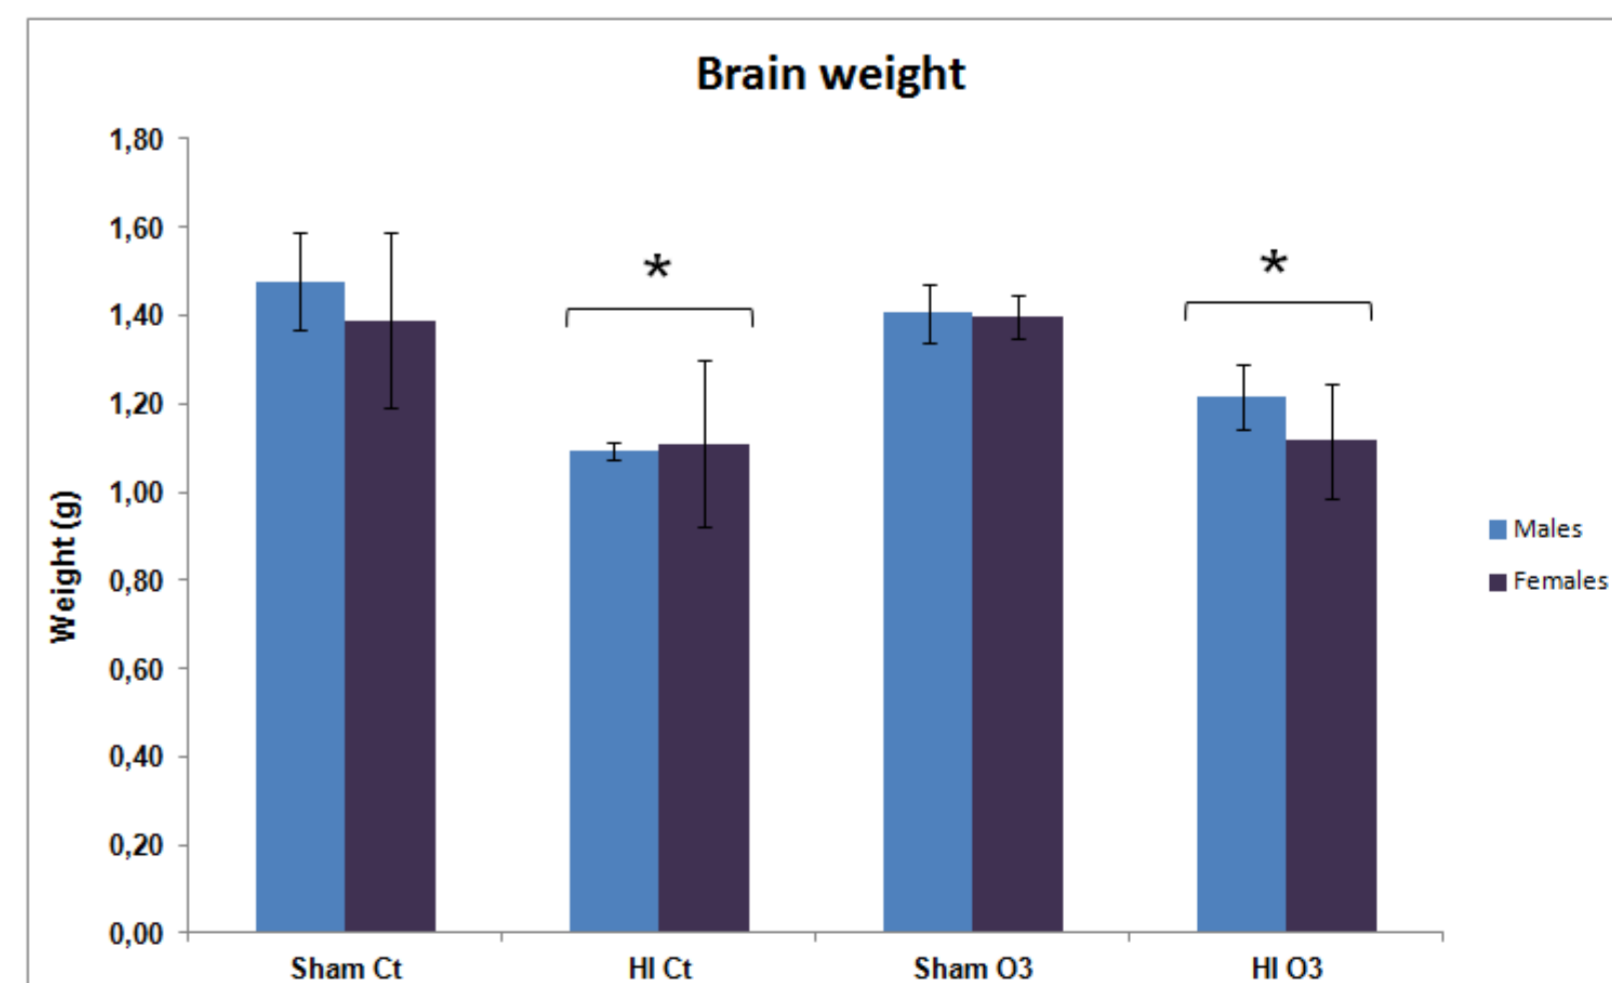 Brain weight
1,80
1,60
*
*
1,40
1,20
1,00
Weight (g)
Males
0,80
Females
0,60
0,40
0,20
0,00
Sham Ct HI Ct Sham O3 HI O3